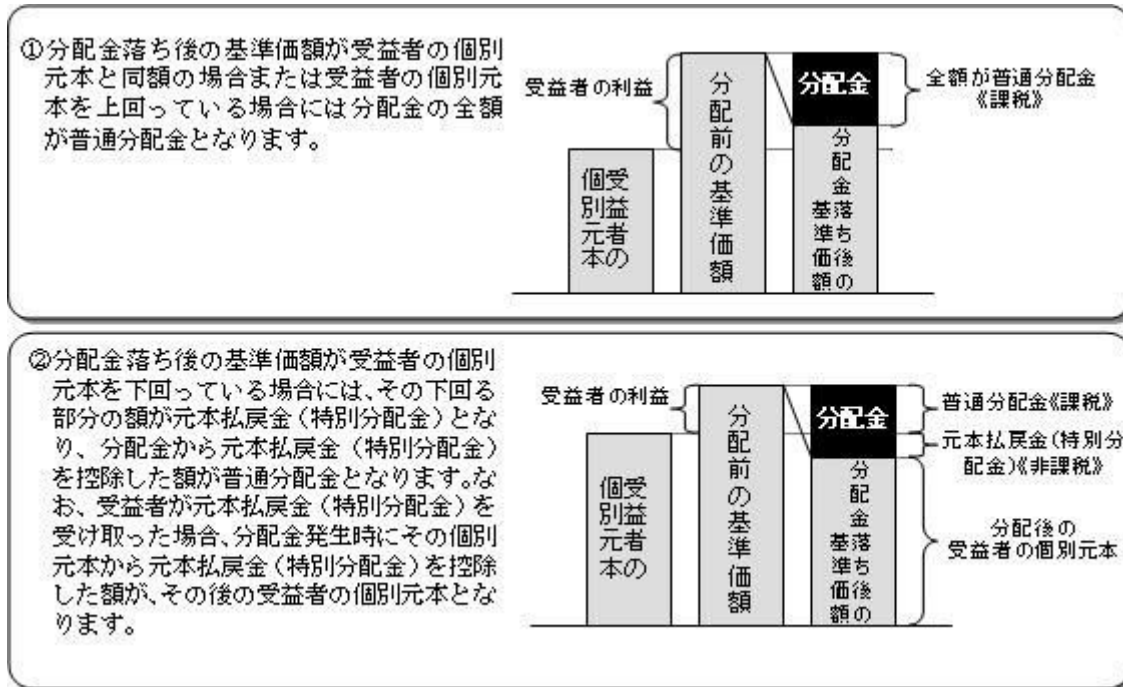 ①分配金落ち後の基準価額が受益者の個別
元本と同額の場合または受益者の個別元
本を上回っている場合には分配金の全額
が普通分配金となります。
受益者の利益
受益者の
個別元本
分配前の基準価額
分配金
分配金落ち後の
基準価額
全額が普通分配金
《課税》
②分配金落ち後の基準価額が受益者の個別
元本を下回っている場合には、その下回る
部分の額が元本払戻金（特別分配金）とな
り、分配金から元本払戻金（特別分配金）
を控除した額が普通分配金となります。な
お、受益者が元本払戻金（特別分配金）を
受け取った場合、分配金発生時にその個別
元本から元本払戻金（特別分配金）を控除
した額が、その後の受益者の個別元本とな
ります。
受益者の利益
受益者の
個別元本
分配前の基準価額
分配金
分配金落ち後の
基準価額
普通分配金《課税》
元本払戻金（特別分
配金）《非課税》
分配後の
受益者の個別元本